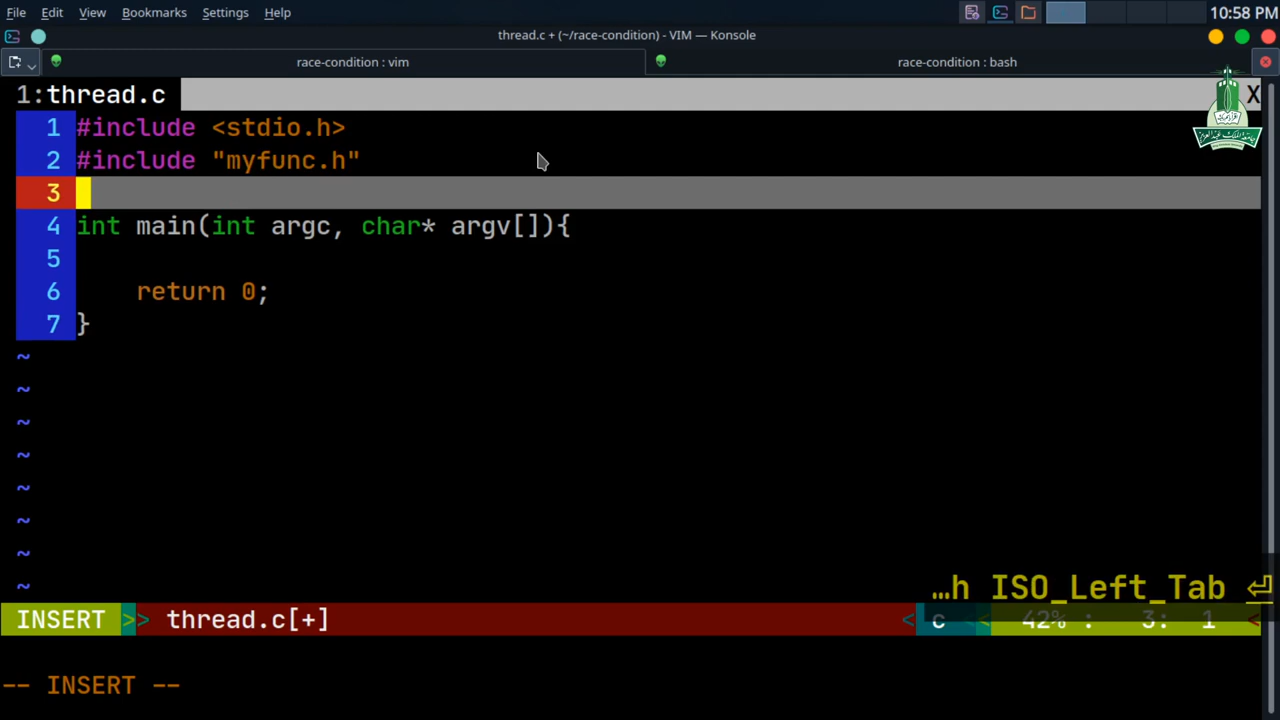 File Edit View Bookmarks Settings Help 10:58 PM
thread.c + (~/race-condition) - VIM — Konsole
race-condition : vim race-condition : bash
1:thread.c X
1 #include <stdio.h>
2 #include "myfunc.h"
3
4 int main(int argc, char* argv[]){
5
6 return 0;
7 }
~
~
~
~
~
~
~
~
…h ISO_Left_Tab ⏎
INSERT >> thread.c[+] < c < 42% : 3: 1 <
-- INSERT --